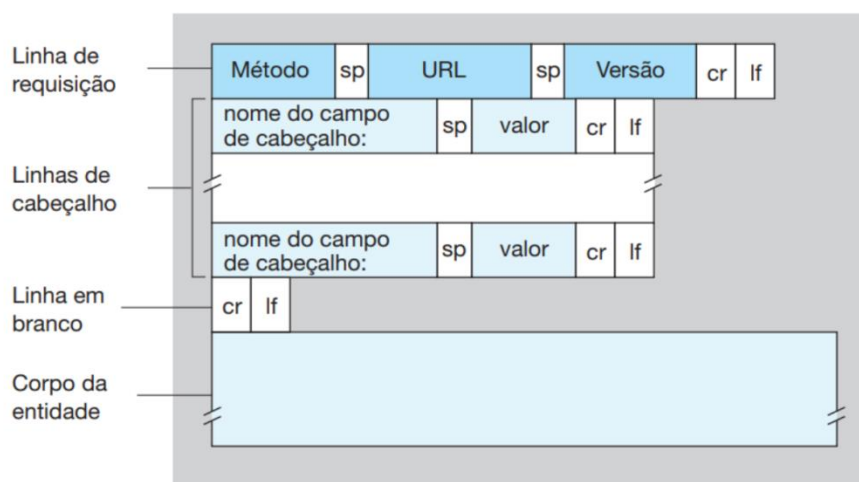 Linha de
requisição
Método sp URL sp Versão cr lf
Linhas de
cabeçalho
nome do campo
de cabeçalho: sp valor cr lf
nome do campo
de cabeçalho: sp valor cr lf
Linha em
branco
cr lf
Corpo da
entidade